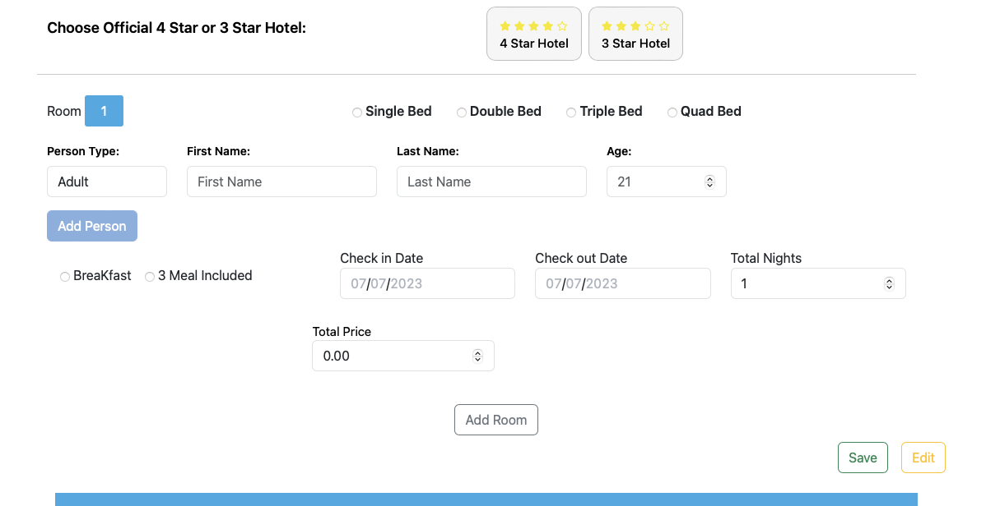 Choose Official 4 Star or 3 Star Hotel:
4 Star Hotel
3 Star Hotel
Room 1
Single Bed
Double Bed
Triple Bed
Quad Bed
Person Type:
First Name:
Last Name:
Age:
Adult
First Name
Last Name
21
Add Person
BreaKfast
3 Meal Included
Check in Date
Check out Date
Total Nights
07/07/2023
07/07/2023
1
Total Price
0.00
Add Room
Save
Edit